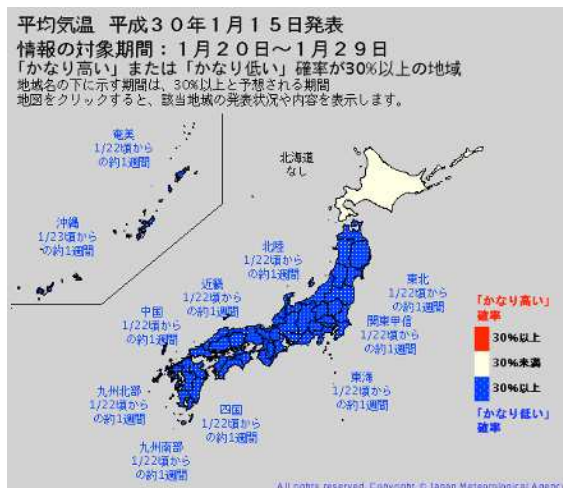 平均気温 平成30年1月15日発表
情報の対象期間：1月20日～1月29日
「かなり高い」または「かなり低い」確率が30%以上の地域
地域名の下に示す期間は、30%以上と予想される期間
地図をクリックすると、該当地域の発表状況や内容を表示します。
奄美
1/22頃から
の約1週間
北海道
なし
沖縄
1/23頃から
の約1週間
北陸
1/22頃から
の約1週間
近畿
1/22頃から
の約1週間
東北
1/22頃から
の約1週間
中国
1/22頃から
の約1週間
関東甲信
1/22頃から
の約1週間
東海
1/22頃から
の約1週間
九州北部
1/22頃から
の約1週間
四国
1/22頃から
の約1週間
九州南部
1/22頃から
の約1週間
「かなり高い」
確率
30%以上
30%未満
30%以上
「かなり低い」
確率
All rights reserved. Copyright © Japan Meteorological Agency